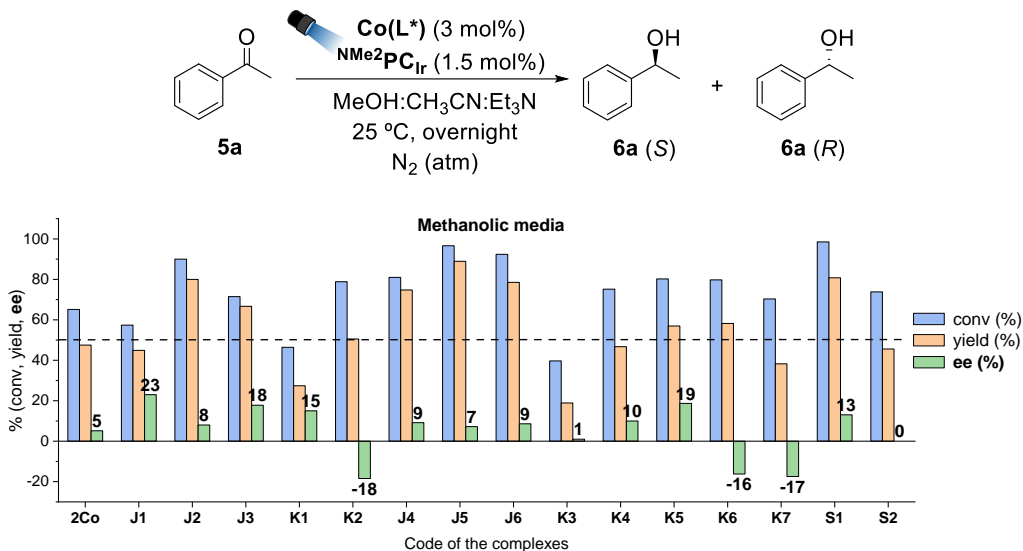 O
5a
Co(L*) (3 mol%)
NMe2PCIr (1.5 mol%)
MeOH:CH3CN:Et3N
25 ºC, overnight
N2 (atm)
OH
6a (S)
+
OH
6a (R)
Methanolic media
% (conv, yield, ee)
100
80
60
40
20
0
-20
5
23
8
18
15
-18
9
7
9
1
10
19
-16
-17
13
0
conv (%)
yield (%)
ee (%)
2Co J1 J2 J3 K1 K2 J4 J5 J6 K3 K4 K5 K6 K7 S1 S2
Code of the complexes